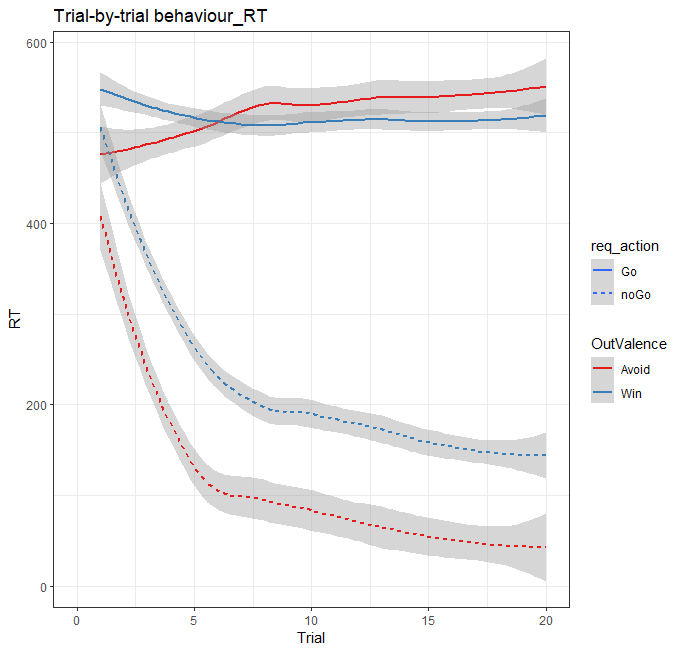 Trial-by-trial behaviour_RT
600
400
200
0
RT
0
5
10
15
20
Trial
req_action
Go
noGo
OutValence
Avoid
Win